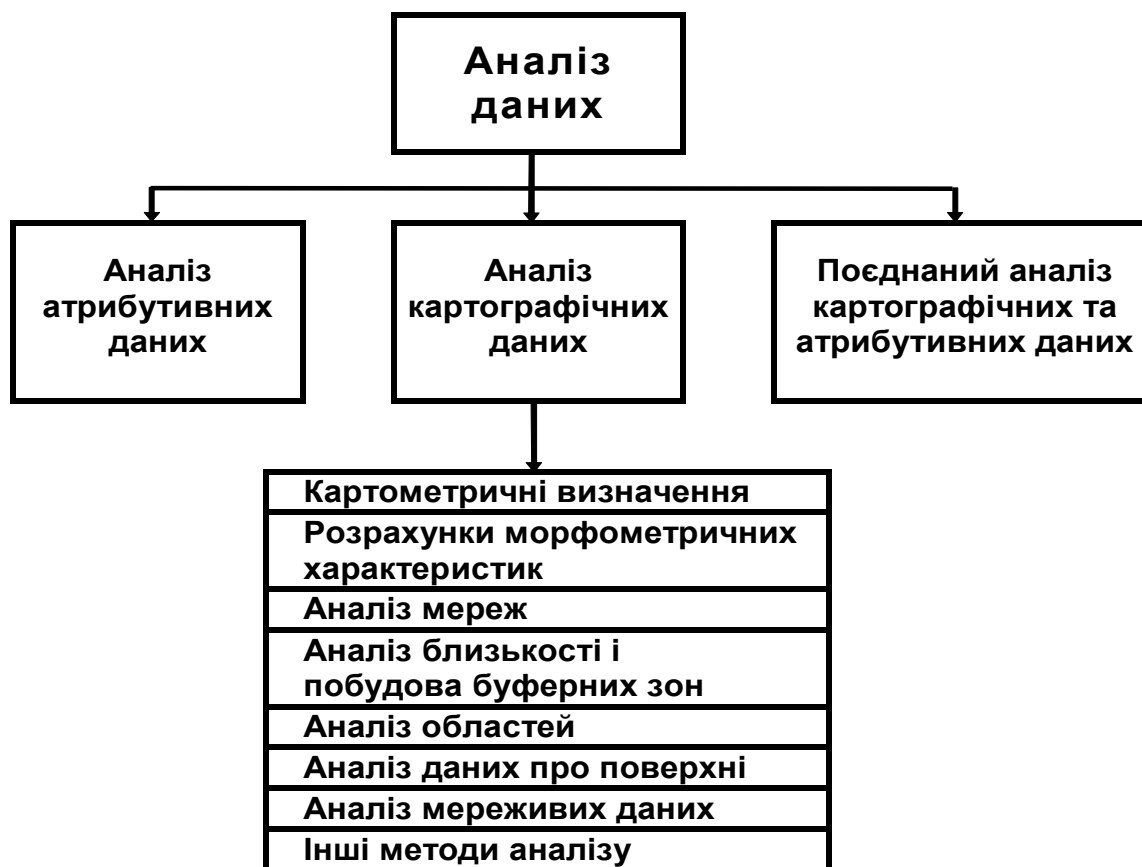 Аналіз
даних
Аналіз
атрибутивних
даних
Аналіз
картографічних
даних
Поєднаний аналіз
картографічних та
атрибутивних даних
Картометричні визначення
Розрахунки морфометричних
характеристик
Аналіз мереж
Аналіз близькості і
побудова буферних зон
Аналіз областей
Аналіз даних про поверхні
Аналіз мереживих даних
Інші методи аналізу